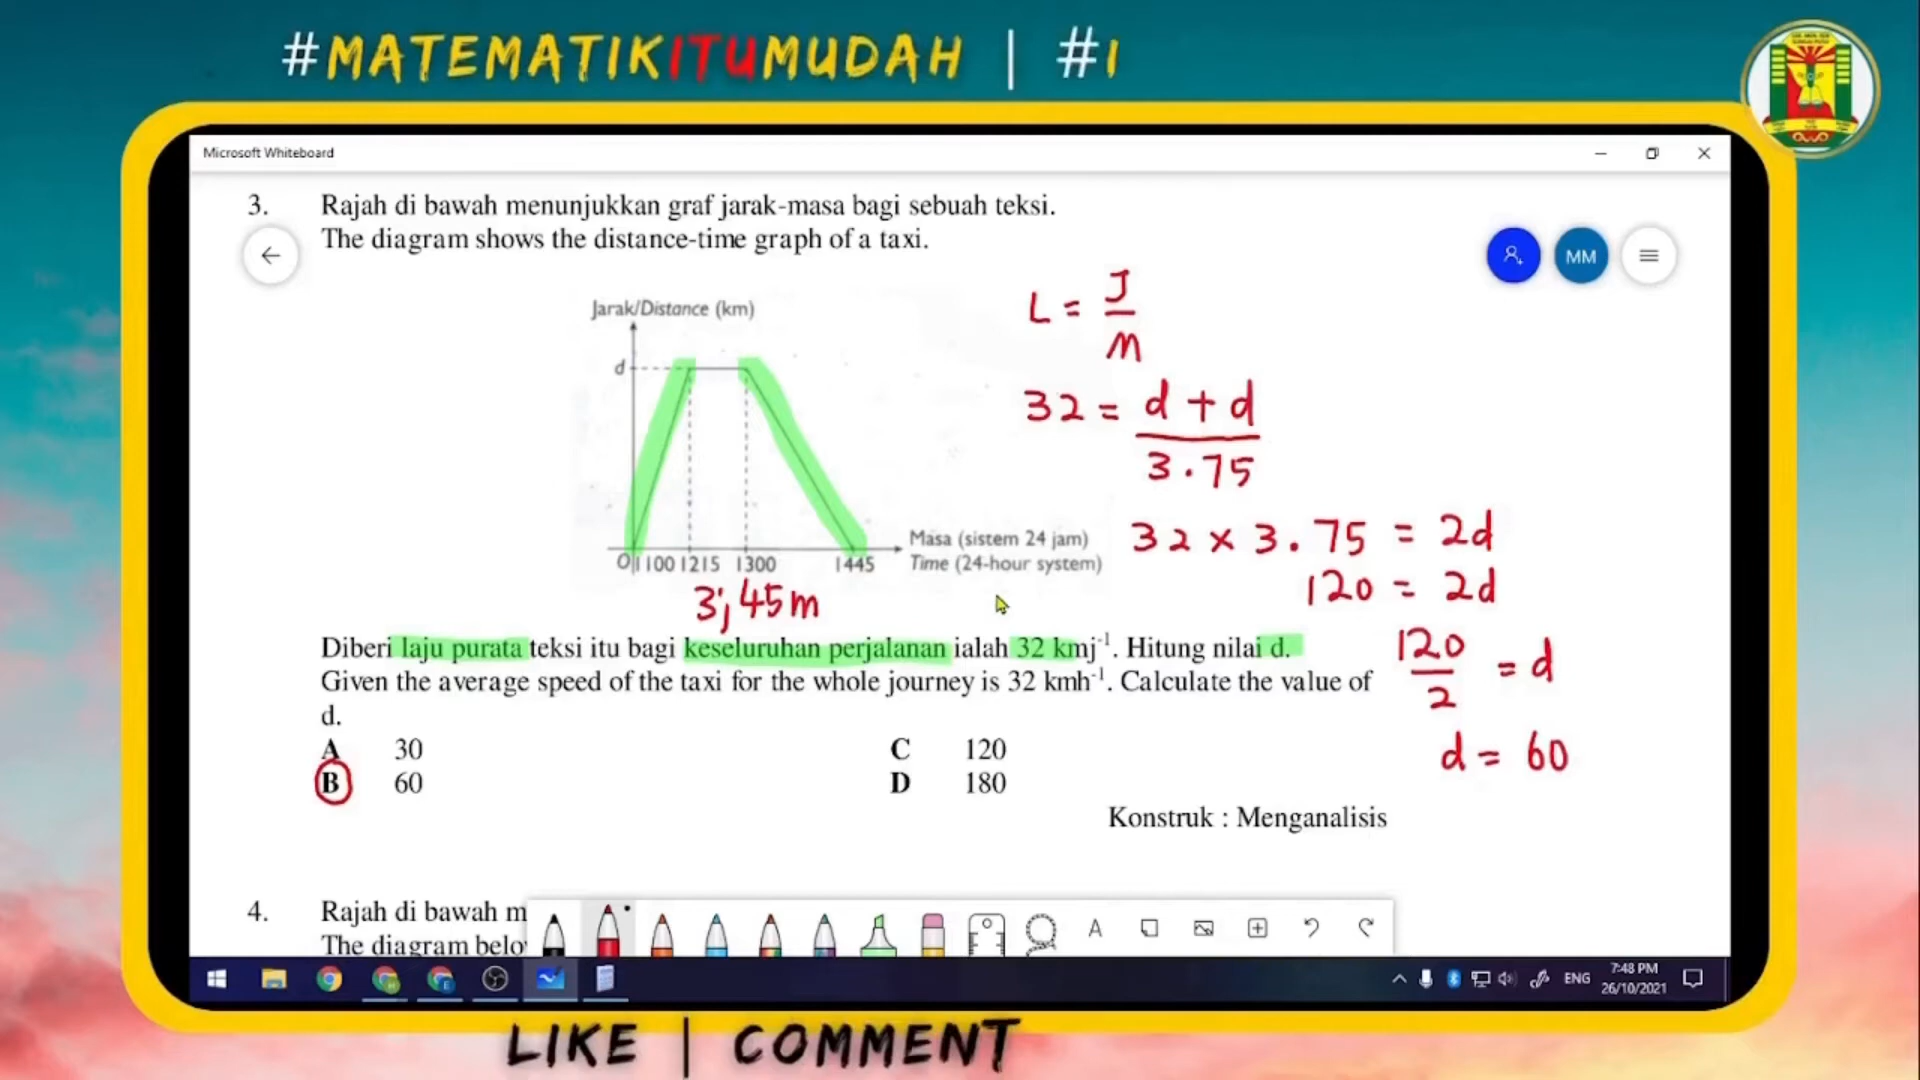 #MATEMATIKITUMUDAH | #1
Microsoft Whiteboard
3. Rajah di bawah menunjukkan graf jarak-masa bagi sebuah teksi.
The diagram shows the distance-time graph of a taxi.
MM
Jarak/Distance (km)
d
O 1100 1215 1300 1445
Masa (sistem 24 jam)
Time (24-hour system)
3j, 45m
L = J/M
32 = d + d / 3.75
32 × 3.75 = 2d
120 = 2d
120/2 = d
d = 60
Diberi laju purata teksi itu bagi keseluruhan perjalanan ialah 32 kmj⁻¹. Hitung nilai d.
Given the average speed of the taxi for the whole journey is 32 kmh⁻¹. Calculate the value of
d.
A 30 C 120
B 60 D 180
Konstruk : Menganalisis
4. Rajah di bawah m
The diagram belo
A
ENG
7:48 PM
26/10/2021
LIKE | COMMENT